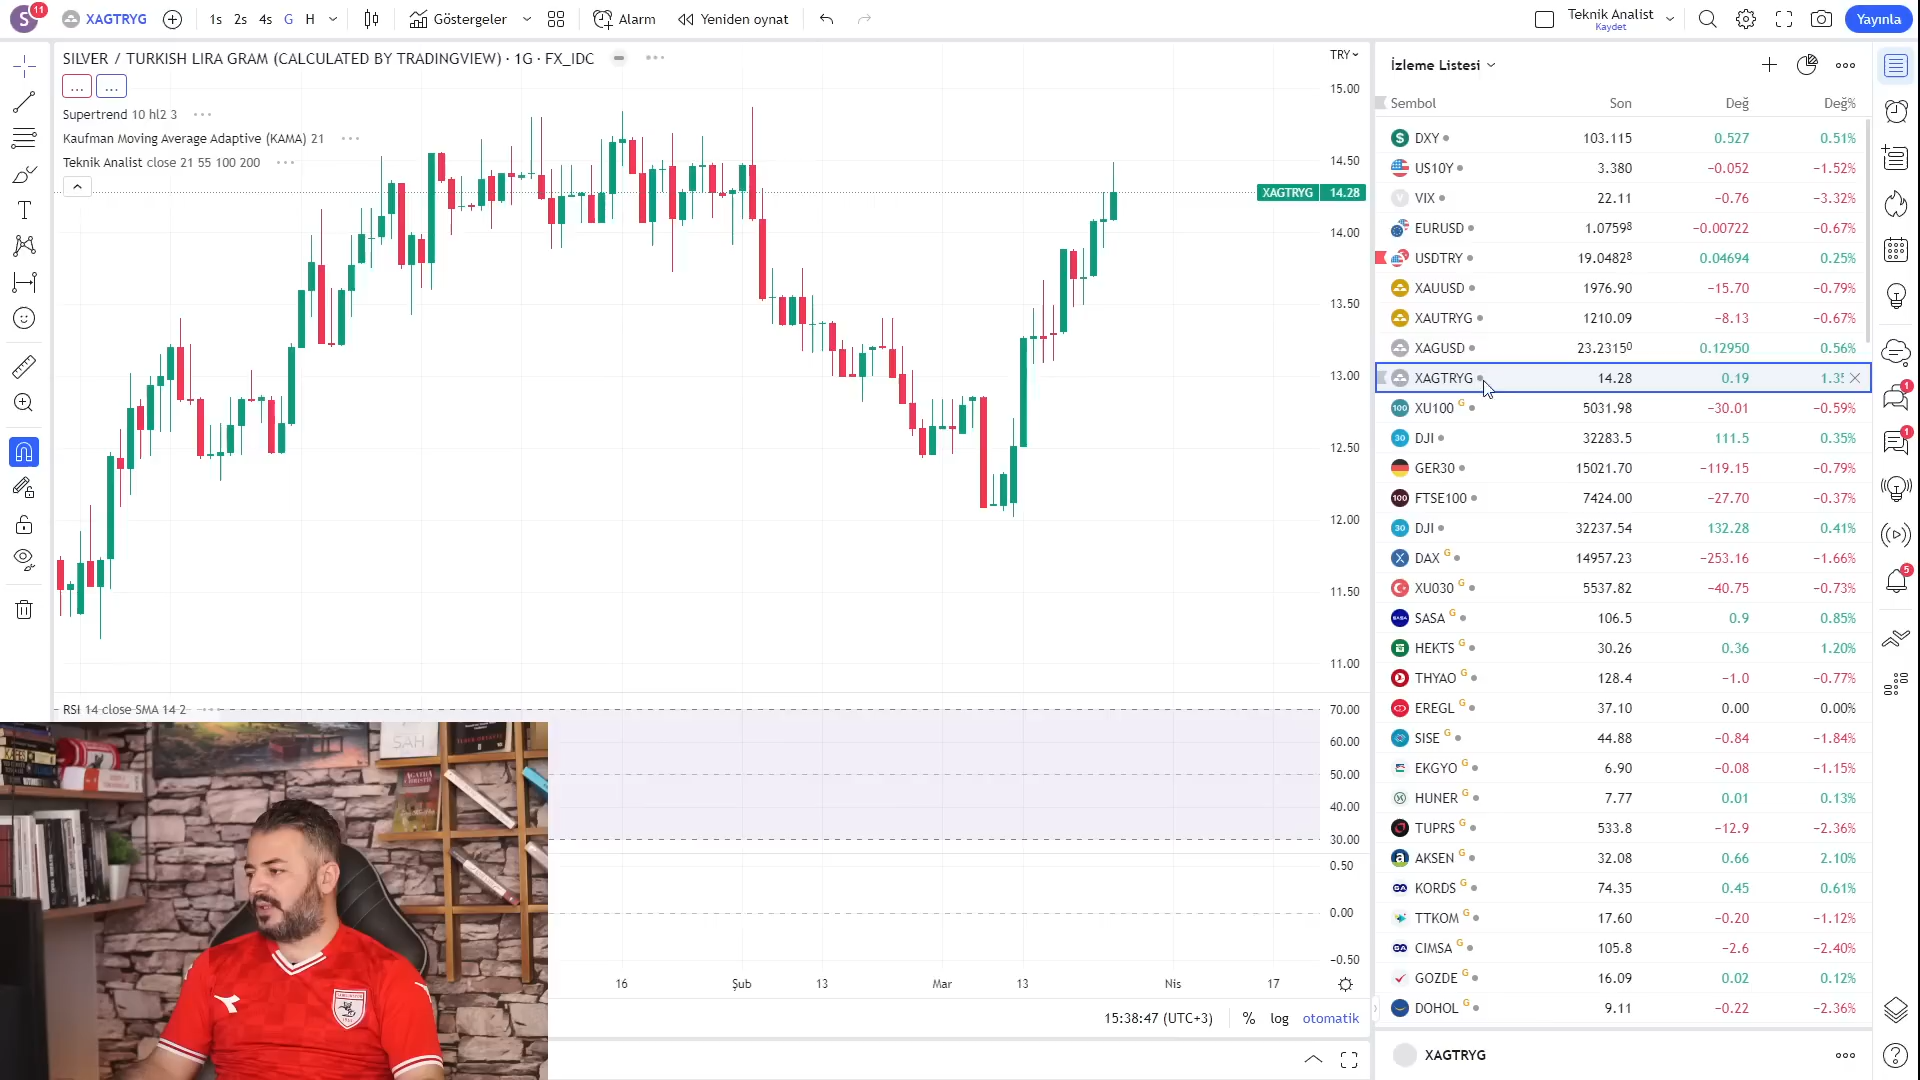 S 11 XAGTRYG 1s 2s 4s G H Göstergeler Alarm Yeniden oynat Teknik Analist Kaydet Yayınla
SILVER / TURKISH LIRA GRAM (CALCULATED BY TRADINGVIEW) · 1G · FX_IDC
... ...
Supertrend 10 hl2 3
Kaufman Moving Average Adaptive (KAMA) 21
Teknik Analist close 21 55 100 200
TRY
15.00
14.50
XAGTRYG 14.28
14.00
13.50
13.00
12.50
12.00
11.50
11.00
RSI 14 close SMA 14 2
70.00
60.00
50.00
40.00
30.00
0.50
0.00
−0.50
16 Şub 13 Mar 13 Nis 17
15:38:47 (UTC+3) % log otomatik
SAH
AGATHA
CHRISTIE
İzleme Listesi
Sembol Son Değ Değ%
DXY 103.115 0.527 0.51%
US10Y 3.380 −0.052 −1.52%
VIX 22.11 −0.76 −3.32%
EURUSD 1.0759⁸ −0.00722 −0.67%
USDTRY 19.0482⁸ 0.04694 0.25%
XAUUSD 1976.90 −15.70 −0.79%
XAUTRYG 1210.09 −8.13 −0.67%
XAGUSD 23.2315⁰ 0.12950 0.56%
XAGTRYG 14.28 0.19 1.3
XU100 G 5031.98 −30.01 −0.59%
DJI 32283.5 111.5 0.35%
GER30 15021.70 −119.15 −0.79%
FTSE100 7424.00 −27.70 −0.37%
DJI 32237.54 132.28 0.41%
DAX G 14957.23 −253.16 −1.66%
XU030 G 5537.82 −40.75 −0.73%
SASA G 106.5 0.9 0.85%
HEKTS G 30.26 0.36 1.20%
THYAO G 128.4 −1.0 −0.77%
EREGL G 37.10 0.00 0.00%
SISE G 44.88 −0.84 −1.84%
EKGYO G 6.90 −0.08 −1.15%
HUNER G 7.77 0.01 0.13%
TUPRS G 533.8 −12.9 −2.36%
AKSEN G 32.08 0.66 2.10%
KORDS G 74.35 0.45 0.61%
TTKOM G 17.60 −0.20 −1.12%
CIMSA G 105.8 −2.6 −2.40%
GOZDE G 16.09 0.02 0.12%
DOHOL G 9.11 −0.22 −2.36%
XAGTRYG
1
1
5